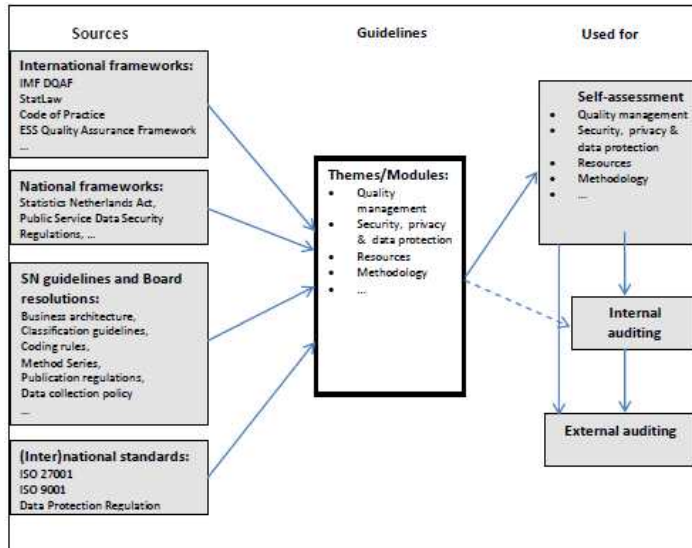 Sources
Guidelines
Used for
International frameworks:
IMF DQAF
StatLaw
Code of Practice
ESS Quality Assurance Framework
...
National frameworks:
Statistics Netherlands Act,
Public Service Data Security
Regulations, ...
SN guidelines and Board
resolutions:
Business architecture,
Classification guidelines,
Coding rules,
Method Series,
Publication regulations,
Data collection policy
...
(Inter)national standards:
ISO 27001
ISO 9001
Data Protection Regulation
Themes/Modules:
• Quality
management
• Security, privacy
& data protection
• Resources
• Methodology
• ...
Self-assessment
• Quality management
• Security, privacy &
data protection
• Resources
• Methodology
• ...
Internal
auditing
External auditing